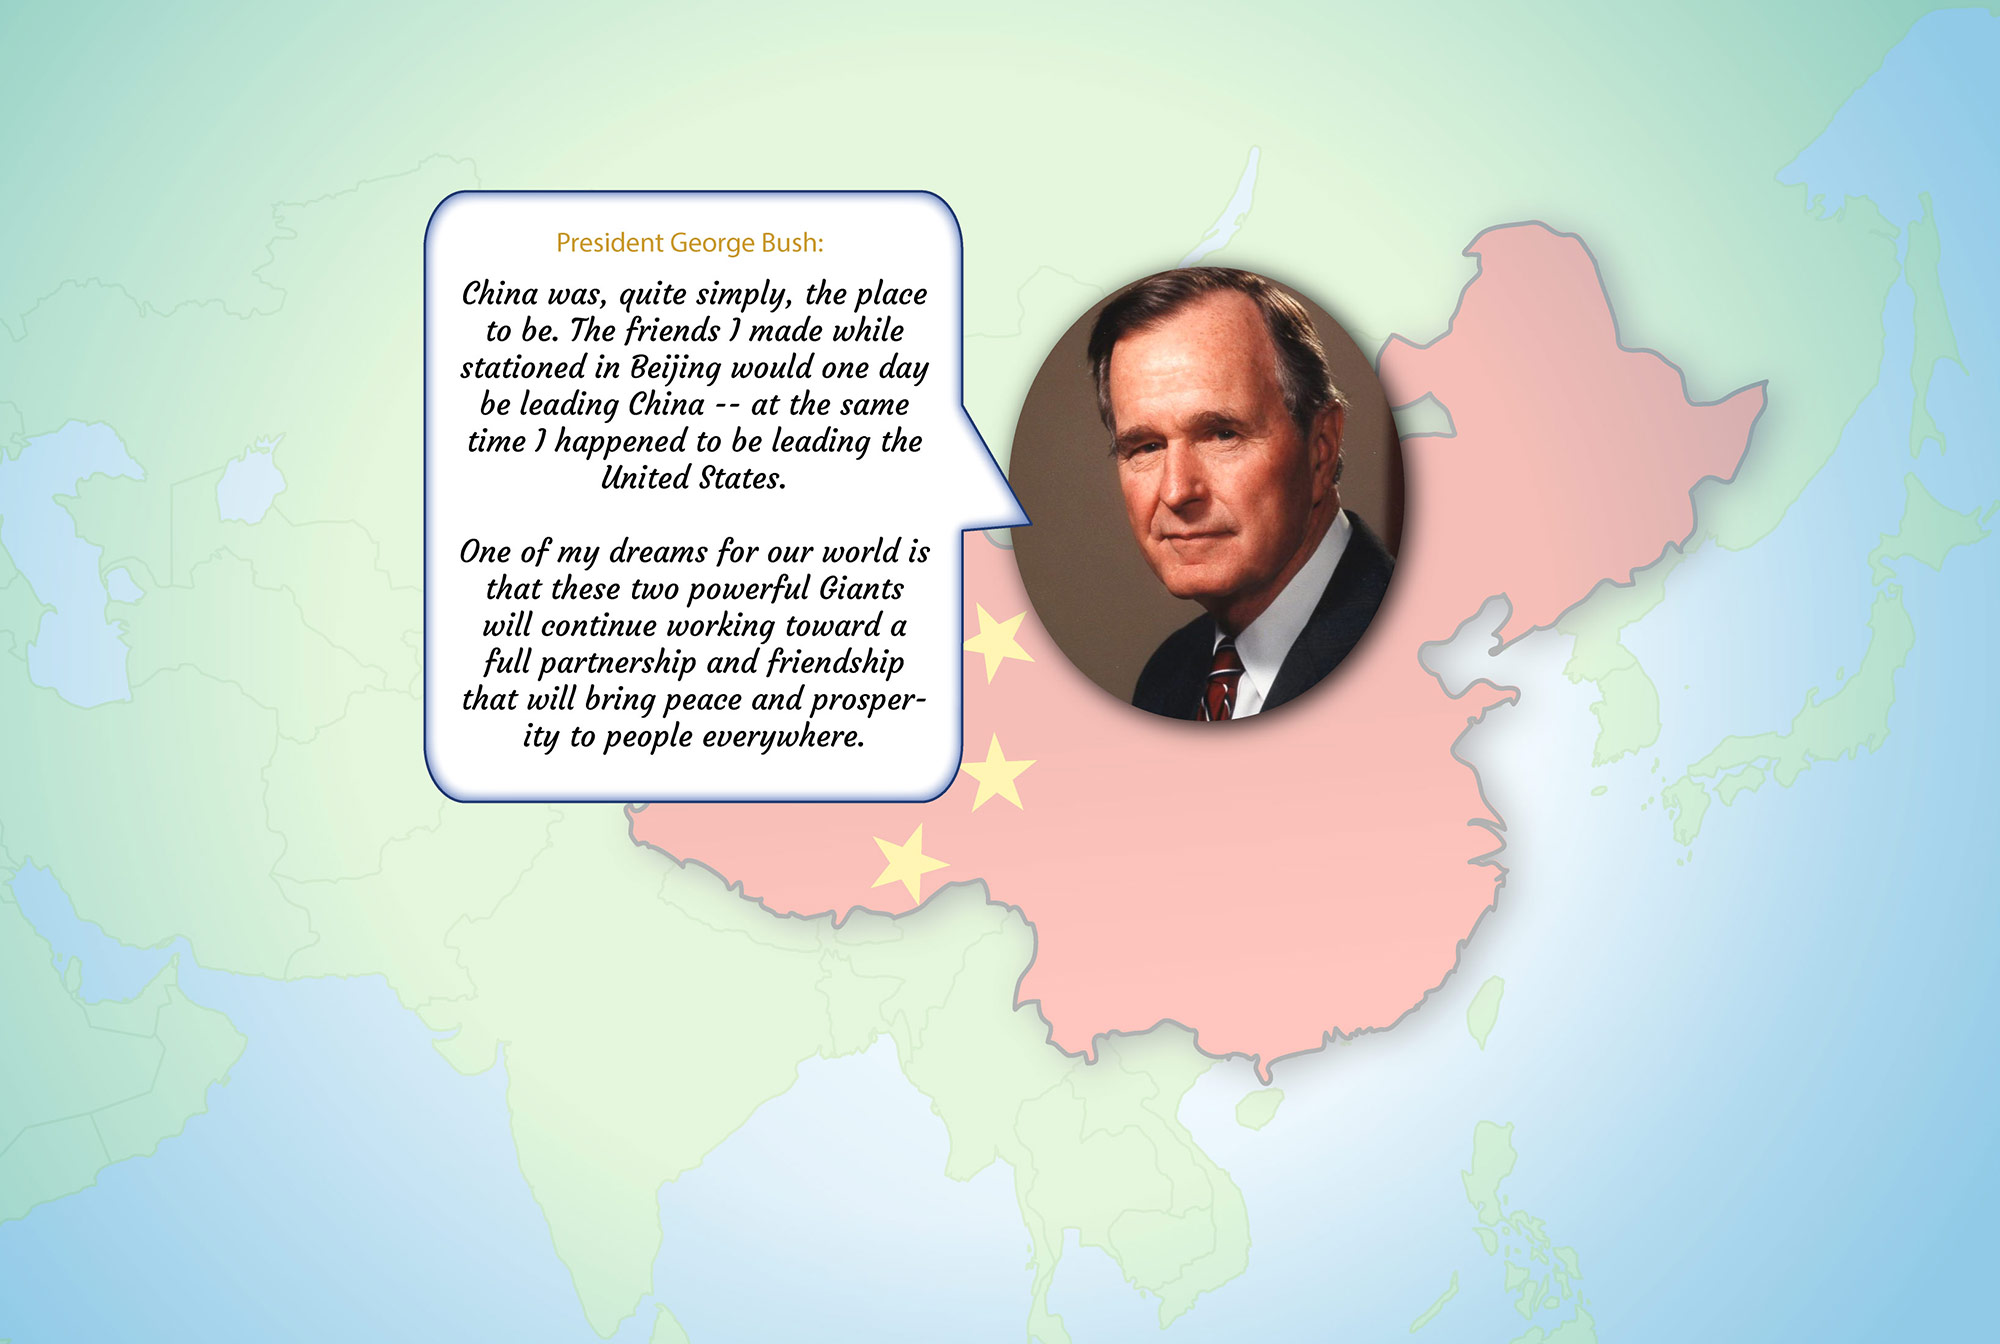 President George Bush:
China was, quite simply, the place
to be. The friends I made while
stationed in Beijing would one day
be leading China -- at the same
time I happened to be leading the
United States.
One of my dreams for our world is
that these two powerful Giants
will continue working toward a
full partnership and friendship
that will bring peace and prosper-
ity to people everywhere.